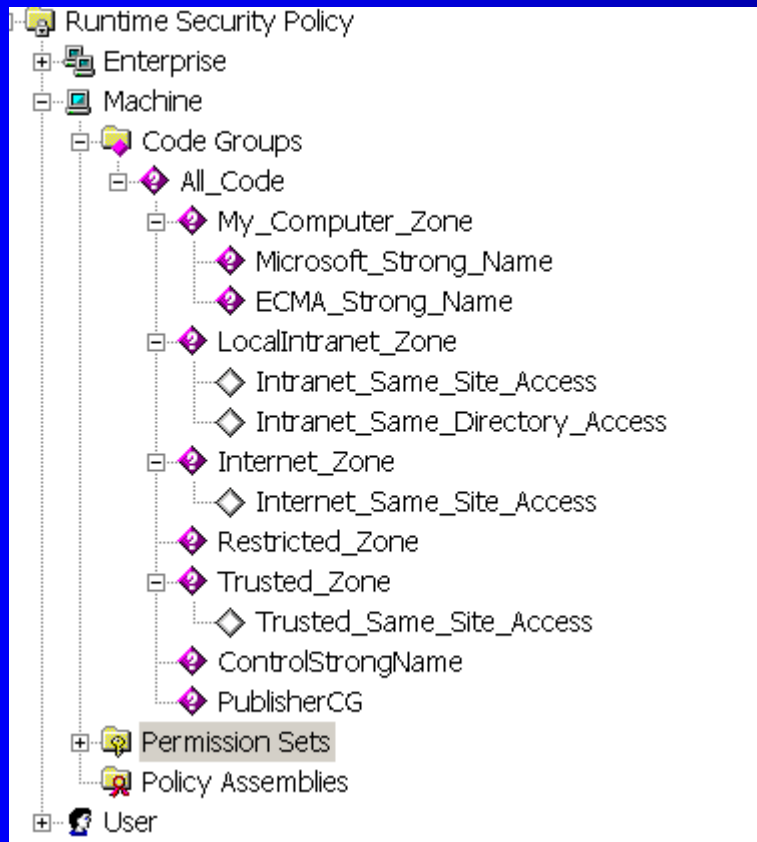 Runtime Security Policy
Enterprise
Machine
Code Groups
All_Code
My_Computer_Zone
Microsoft_Strong_Name
ECMA_Strong_Name
LocalIntranet_Zone
Intranet_Same_Site_Access
Intranet_Same_Directory_Access
Internet_Zone
Internet_Same_Site_Access
Restricted_Zone
Trusted_Zone
Trusted_Same_Site_Access
ControlStrongName
PublisherCG
Permission Sets
Policy Assemblies
User